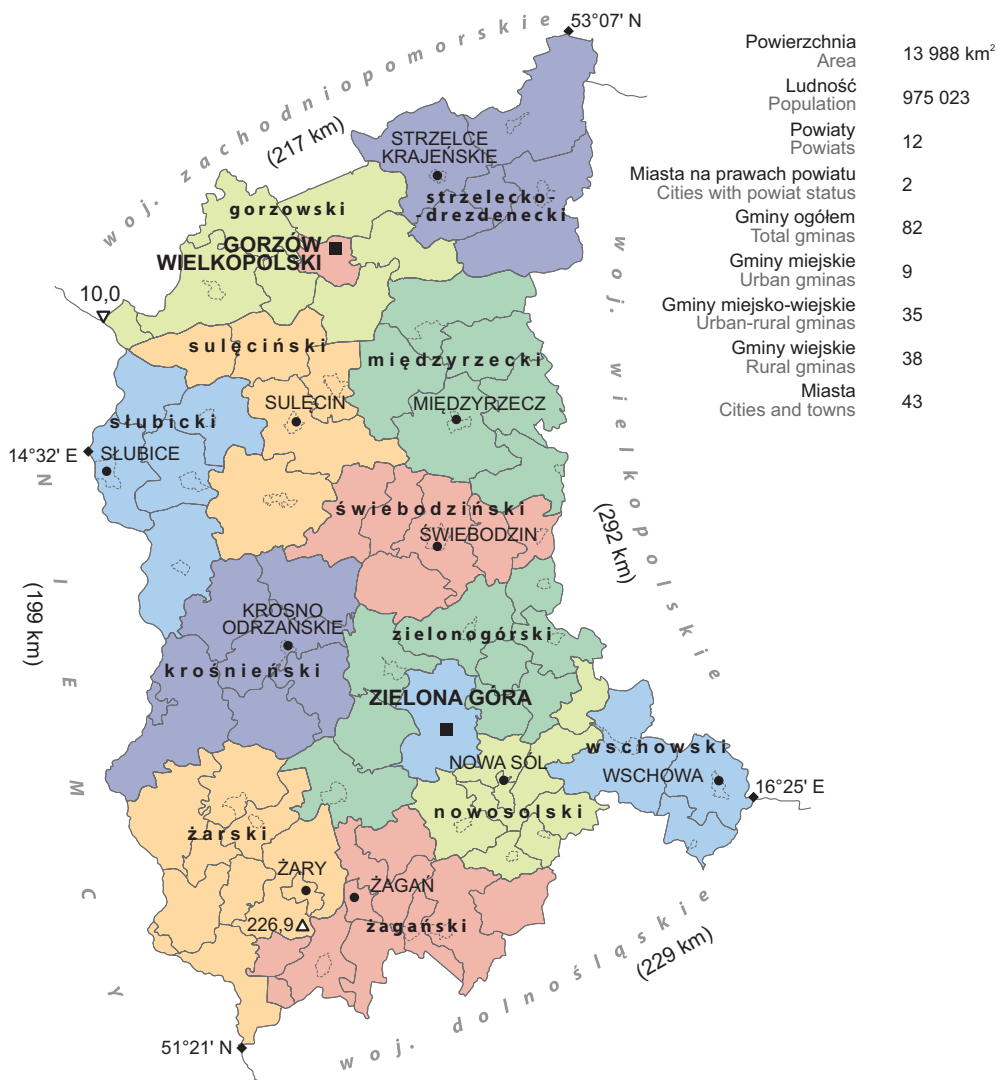 53°07' N
woj. zachodniopomorskie
(217 km)
STRZELCE
KRAJEŃSKIE
strzelecko-
-drezdenecki
gorzowski
GORZÓW
WIELKOPOLSKI
10,0
sulęciński
międzyrzecki
SULĘCIN
MIĘDZYRZECZ
słubicki
14°32' E
SŁUBICE
świebodziński
ŚWIEBODZIN
woj. wielkopolskie
(292 km)
NIEMCY
(199 km)
KROSNO
ODRZAŃSKIE
krośnieński
zielonogórski
ZIELONA GÓRA
wschowski
WSCHOWA
16°25' E
NOWA SÓL
nowosolski
żarski
ŻARY
226,9
ŻAGAŃ
żagański
51°21' N
woj. dolnośląskie
(229 km)
Powierzchnia
Area 13 988 km²
Ludność
Population 975 023
Powiaty
Powiats 12
Miasta na prawach powiatu
Cities with powiat status 2
Gminy ogółem
Total gminas 82
Gminy miejskie
Urban gminas 9
Gminy miejsko-wiejskie
Urban-rural gminas 35
Gminy wiejskie
Rural gminas 38
Miasta
Cities and towns 43